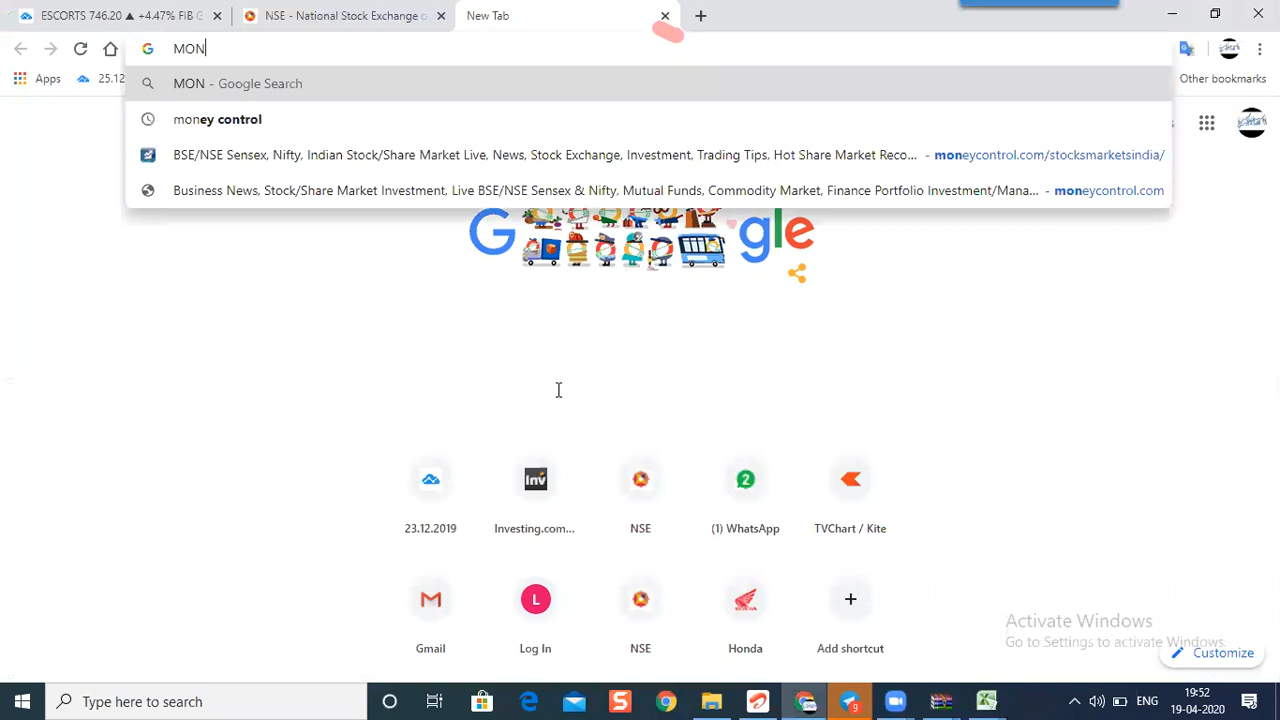 ESCORTS 746.20 ▲ +4.47% FIB G
NSE - National Stock Exchange o
New Tab
MON
Apps
25.12
Other bookmarks
MON - Google Search
money control
BSE/NSE Sensex, Nifty, Indian Stock/Share Market Live, News, Stock Exchange, Investment, Trading Tips, Hot Share Market Reco... - moneycontrol.com/stocksmarketsindia/
Business News, Stock/Share Market Investment, Live BSE/NSE Sensex & Nifty, Mutual Funds, Commodity Market, Finance Portfolio Investment/Mana... - moneycontrol.com
G gle
Inv
2
23.12.2019
Investing.com...
NSE
(1) WhatsApp
TVChart / Kite
L
HONDA
Gmail
Log In
NSE
Honda
Add shortcut
Activate Windows
Go to Settings to activate Windows.
Customize
Type here to search
9
ENG
19:52
19-04-2020